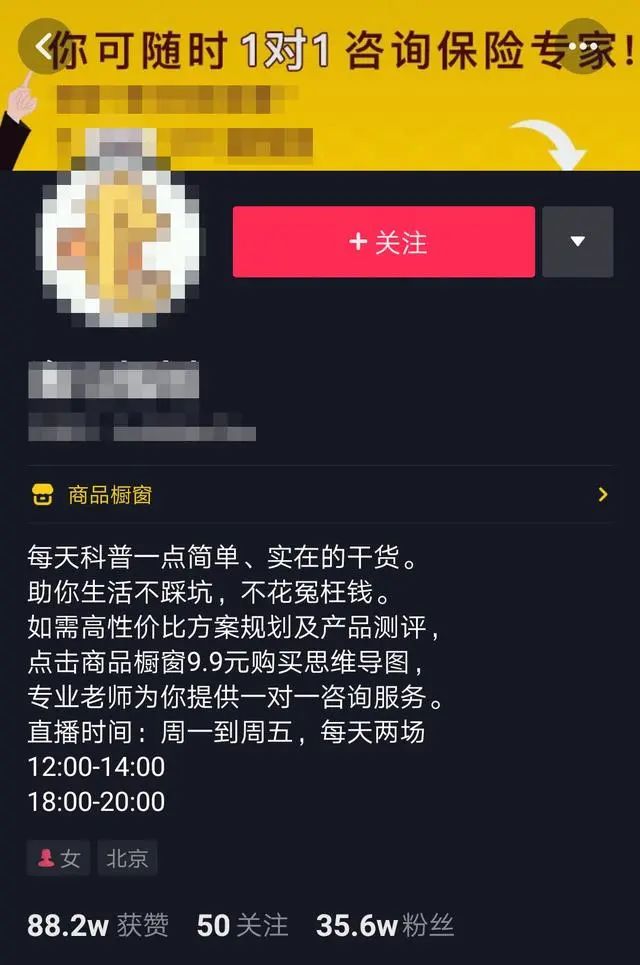 你可随时 1对1 咨询保险专家!
+关注
商品橱窗
每天科普一点简单、实在的干货。
助你生活不踩坑，不花冤枉钱。
如需高性价比方案规划及产品测评，
点击商品橱窗9.9元购买思维导图，
专业老师为你提供一对一咨询服务。
直播时间：周一到周五，每天两场
12:00-14:00
18:00-20:00
女 北京
88.2w 获赞 50 关注 35.6w 粉丝